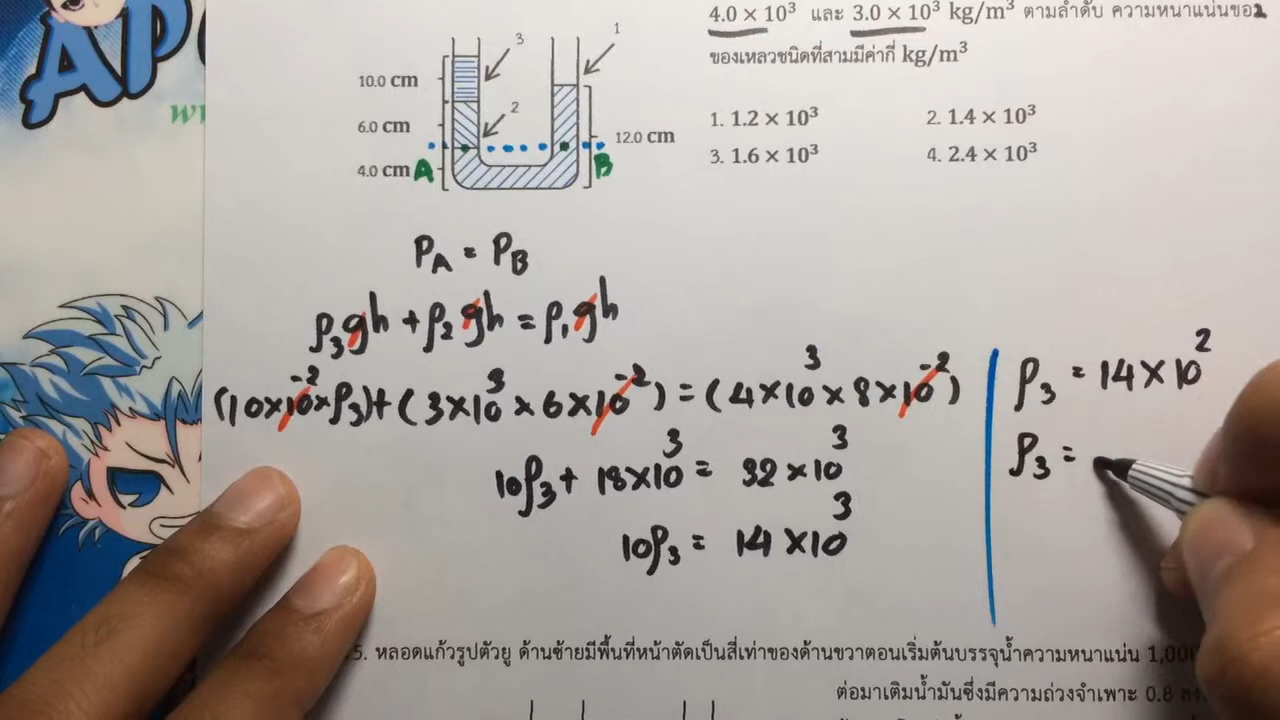 4.0 × 10³ และ 3.0 × 10³ kg/m³ ตามลำดับ ความหนาแน่นของ
ของเหลวชนิดที่สามมีค่ากี่ kg/m³
1. 1.2 × 10³ 2. 1.4 × 10³
3. 1.6 × 10³ 4. 2.4 × 10³
3 1
10.0 cm
2
6.0 cm
12.0 cm
4.0 cm A B
P_A = P_B
ρ₃gh + ρ₂gh = ρ₁gh
(10×10⁻²×ρ₃)+(3×10³×6×10⁻²)=(4×10³×8×10⁻²)
10ρ₃+ 18×10³ = 32×10³
10ρ₃ = 14×10³
ρ₃ = 14×10²
ρ₃ =
5. หลอดแก้วรูปตัวยู ด้านซ้ายมีพื้นที่หน้าตัดเป็นสี่เท่าของด้านขวาตอนเริ่มต้นบรรจุน้ำความหนาแน่น
ต่อมาเติมน้ำมันซึ่งมีความถ่วงจำเพาะ 0.8